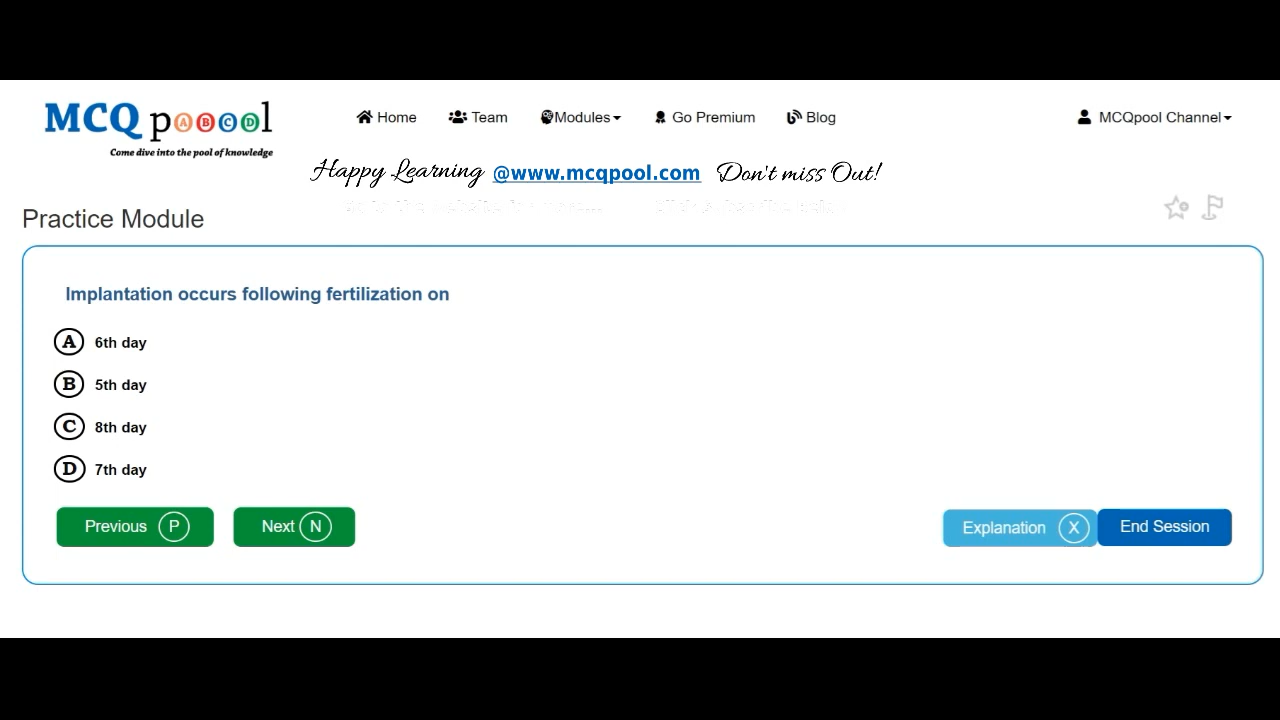 MCQ pooool
Come dive into the pool of knowledge
Home Team Modules Go Premium Blog MCQpool Channel
Happy Learning @www.mcqpool.com Don't miss Out!
Practice Module
Implantation occurs following fertilization on
A 6th day
B 5th day
C 8th day
D 7th day
Previous P Next N Explanation X End Session